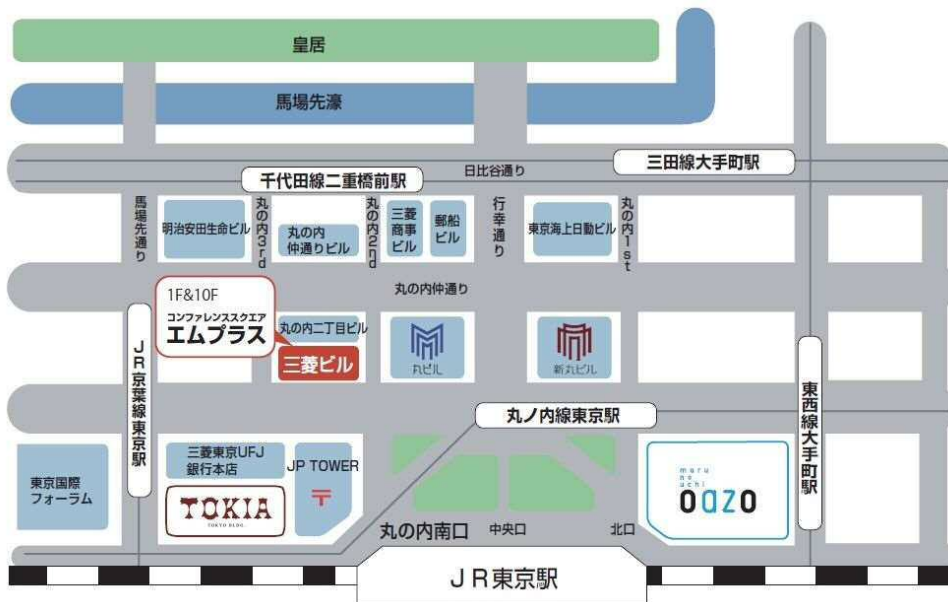 皇居
馬場先濠
三田線大手町駅
日比谷通り
千代田線二重橋前駅
馬場先通り
明治安田生命ビル
丸の内3rd
丸の内
仲通りビル
丸の内2nd
三菱
商事
ビル
郵船
ビル
行幸通り
東京海上日動ビル
丸の内1st
丸の内仲通り
1F&10F
コンファレンススクエア
エムプラス
丸の内二丁目ビル
三菱ビル
丸ビル
新丸ビル
JR京葉線東京駅
丸ノ内線東京駅
東西線大手町駅
東京国際
フォーラム
三菱東京UFJ
銀行本店
TOKIA
TOKYO BLDG.
JP TOWER
〒
maru
no
uchi
oazo
丸の内南口
中央口
北口
JR東京駅